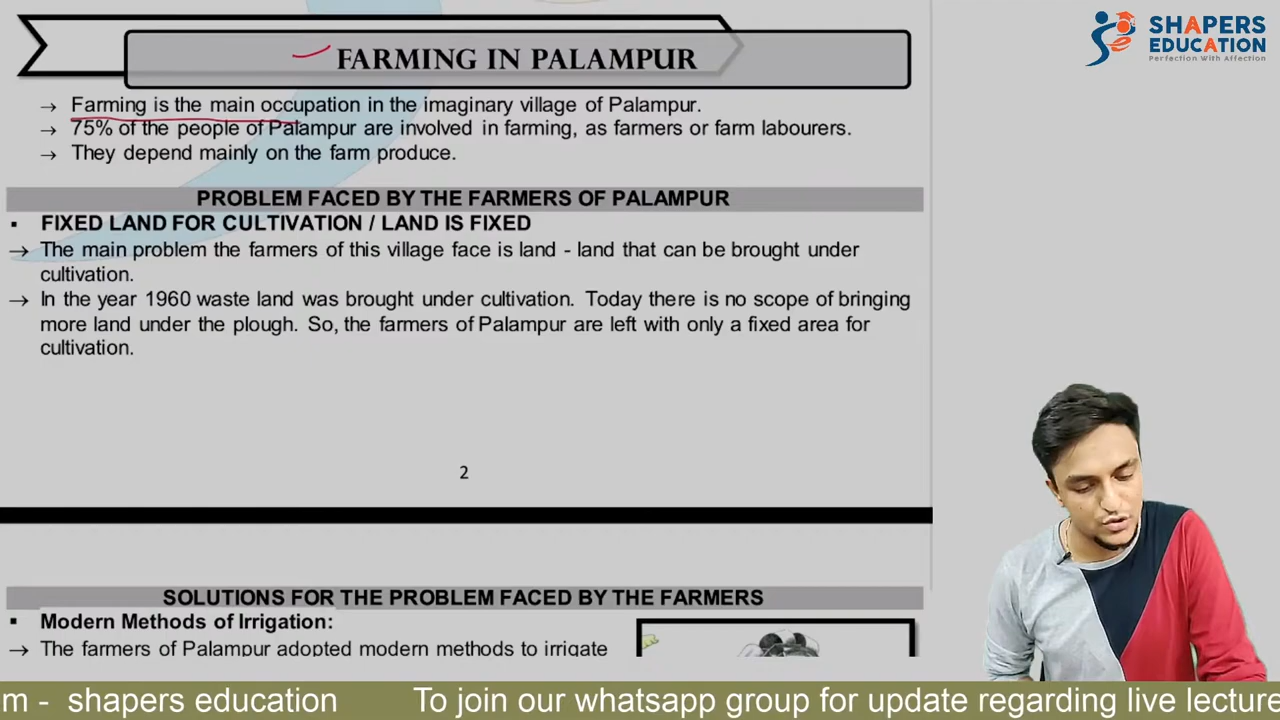 SHAPERS
EDUCATION
Perfection With Affection
FARMING IN PALAMPUR
→ Farming is the main occupation in the imaginary village of Palampur.
→ 75% of the people of Palampur are involved in farming, as farmers or farm labourers.
→ They depend mainly on the farm produce.
PROBLEM FACED BY THE FARMERS OF PALAMPUR
▪ FIXED LAND FOR CULTIVATION / LAND IS FIXED
→ The main problem the farmers of this village face is land - land that can be brought under
cultivation.
→ In the year 1960 waste land was brought under cultivation. Today there is no scope of bringing
more land under the plough. So, the farmers of Palampur are left with only a fixed area for
cultivation.
2
SOLUTIONS FOR THE PROBLEM FACED BY THE FARMERS
▪ Modern Methods of Irrigation:
→ The farmers of Palampur adopted modern methods to irrigate
m - shapers education To join our whatsapp group for update regarding live lecture